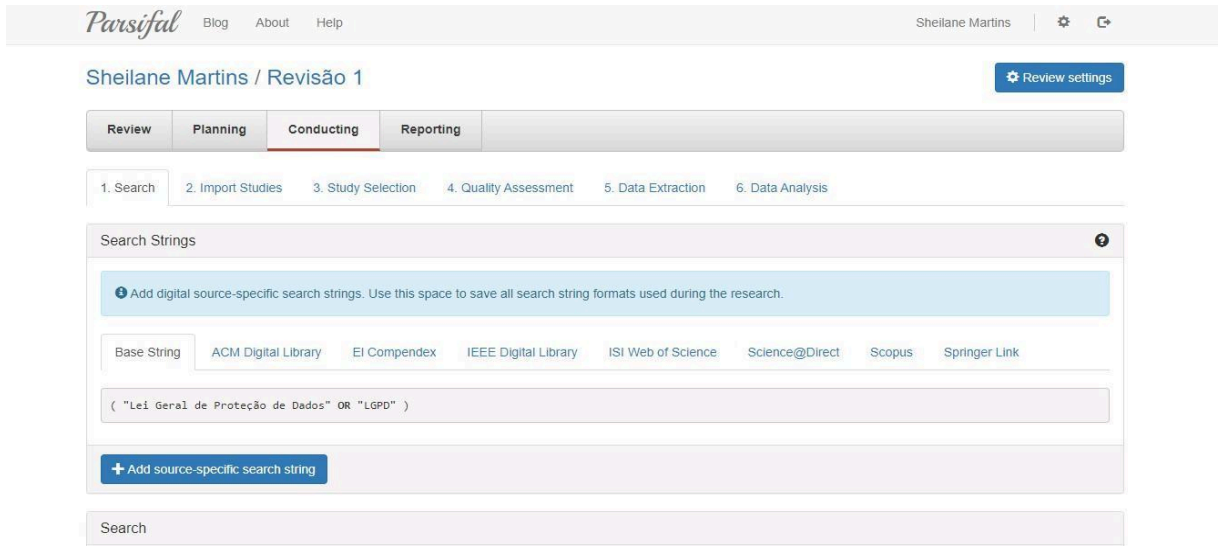 Parsifal Blog About Help Sheilane Martins
Sheilane Martins / Revisão 1 Review settings
Review Planning Conducting Reporting
1. Search 2. Import Studies 3. Study Selection 4. Quality Assessment 5. Data Extraction 6. Data Analysis
Search Strings
Add digital source-specific search strings. Use this space to save all search string formats used during the research.
Base String ACM Digital Library EI Compendex IEEE Digital Library ISI Web of Science Science@Direct Scopus Springer Link
( "Lei Geral de Proteção de Dados" OR "LGPD" )
+ Add source-specific search string
Search